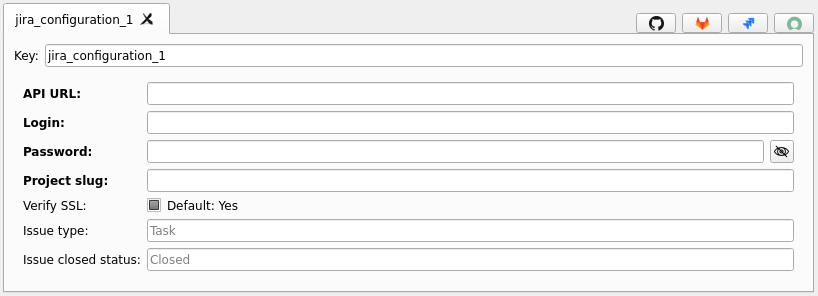 jira_configuration_1
Key: jira_configuration_1
API URL:
Login:
Password:
Project slug:
Verify SSL: Default: Yes
Issue type: Task
Issue closed status: Closed